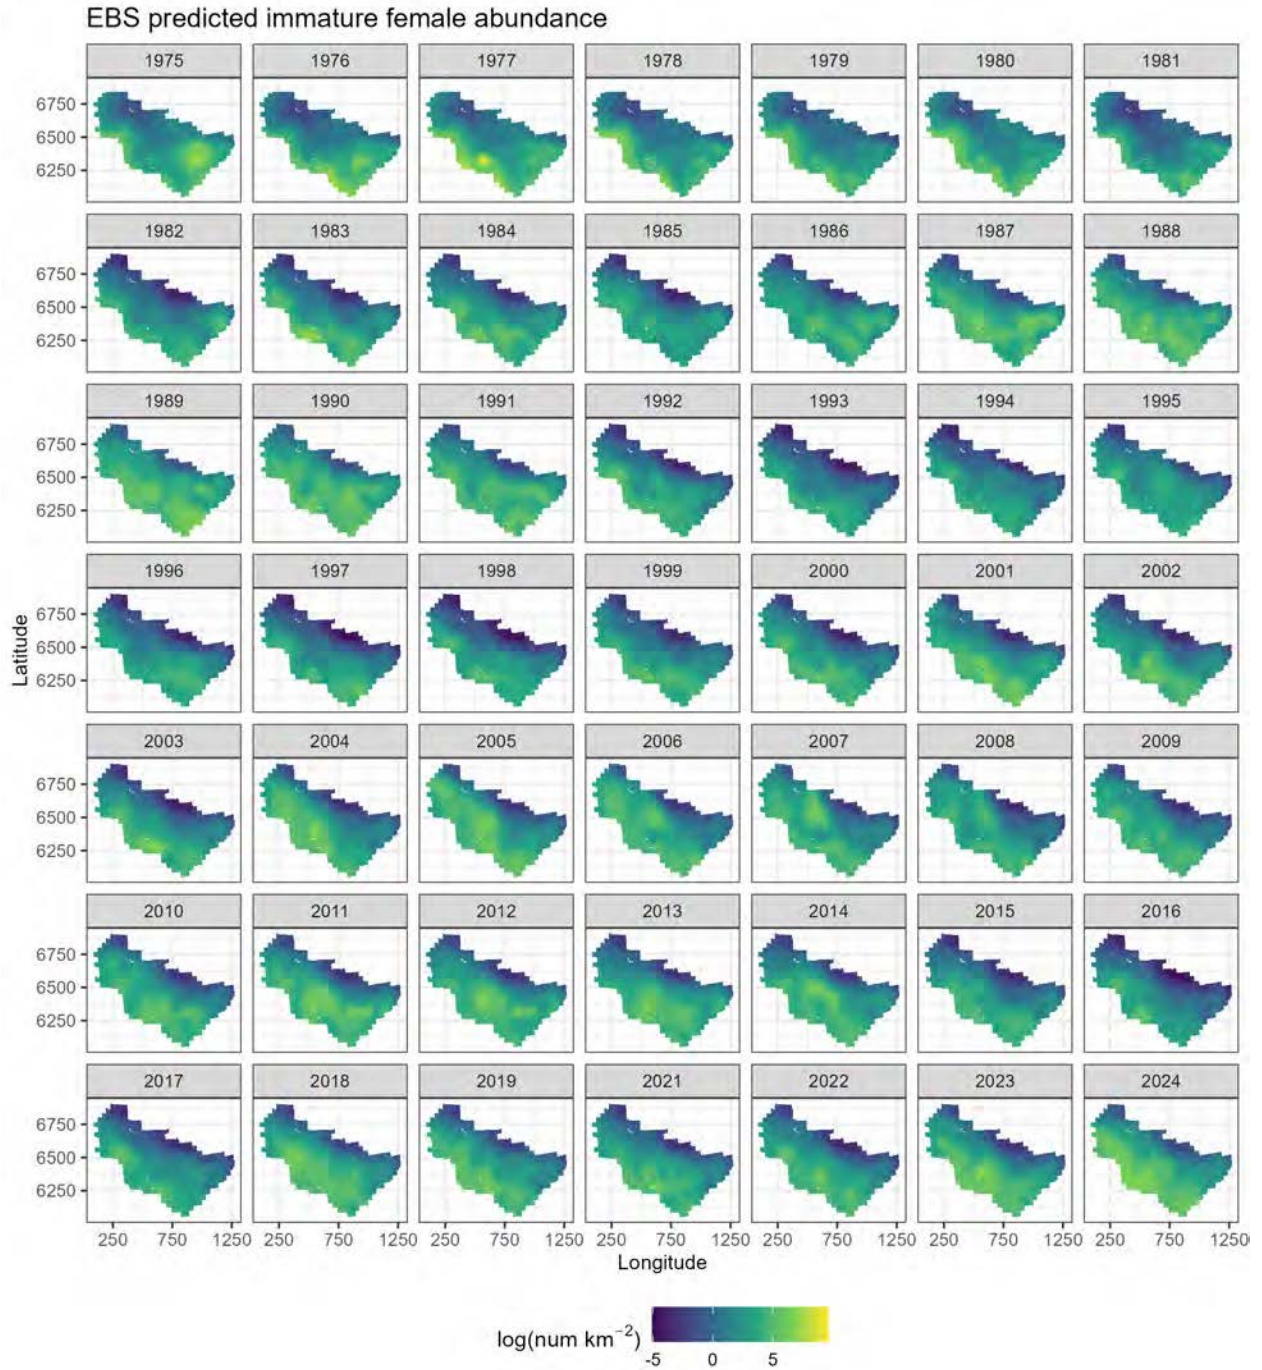 EBS predicted immature female abundance
1975 1976 1977 1978 1979 1980 1981
6750
6500
6250
1982 1983 1984 1985 1986 1987 1988
6750
6500
6250
1989 1990 1991 1992 1993 1994 1995
6750
6500
6250
1996 1997 1998 1999 2000 2001 2002
6750
6500
6250
Latitude
2003 2004 2005 2006 2007 2008 2009
6750
6500
6250
2010 2011 2012 2013 2014 2015 2016
6750
6500
6250
2017 2018 2019 2021 2022 2023 2024
6750
6500
6250
250 750 1250 250 750 1250 250 750 1250 250 750 1250 250 750 1250 250 750 1250 250 750 1250
Longitude
log(num km⁻²)
-5 0 5